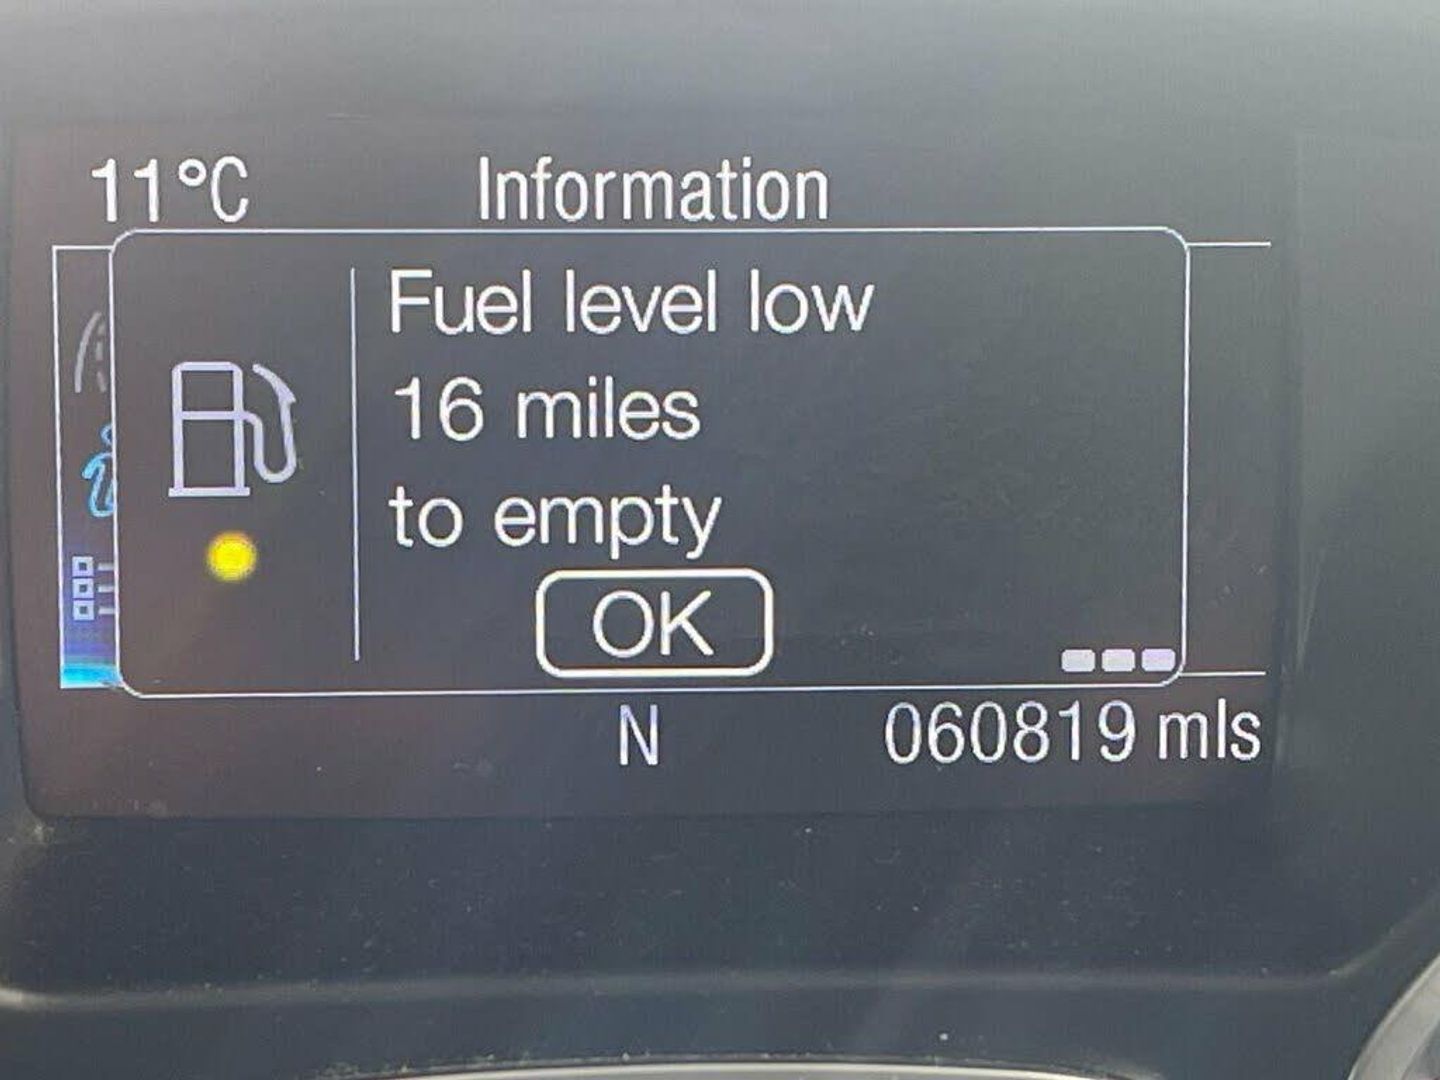 11°C Information
Fuel level low
16 miles
to empty
OK
N 060819 mls